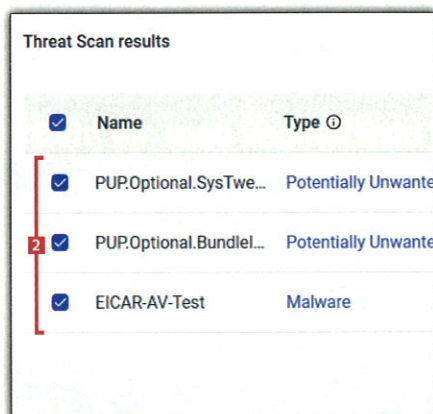 Threat Scan results
Name Type ⓘ
PUP.Optional.SysTwe... Potentially Unwante
2 PUP.Optional.BundleI... Potentially Unwante
EICAR-AV-Test Malware